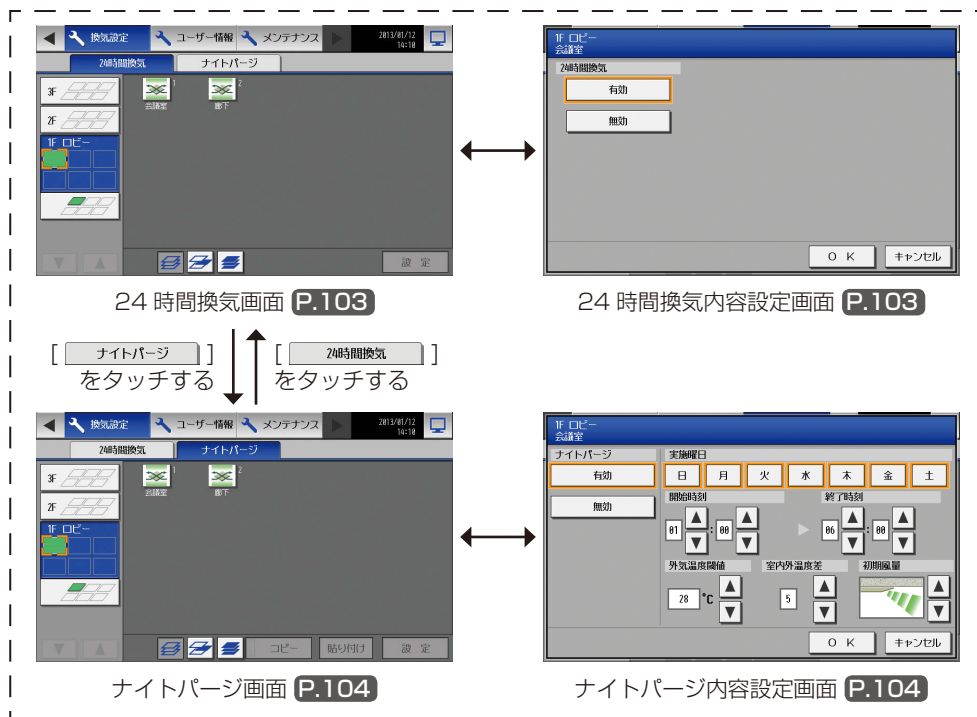 換気設定 ユーザー情報 メンテナンス 2013/01/12 14:10
24時間換気 ナイトパージ
3F
2F
1F ロビー
1 会議室
2 廊下
設 定
24 時間換気画面 P.103
1F ロビー
会議室
24時間換気
有効
無効
O K キャンセル
24 時間換気内容設定画面 P.103
[ ナイトパージ ]
をタッチする
[ 24時間換気 ]
をタッチする
換気設定 ユーザー情報 メンテナンス 2013/01/12 14:10
24時間換気 ナイトパージ
3F
2F
1F ロビー
1 会議室
2 廊下
コピー 貼り付け 設 定
ナイトパージ画面 P.104
1F ロビー
会議室
ナイトパージ 実施曜日
有効 日 月 火 水 木 金 土
無効 開始時刻 終了時刻
01 : 00 06 : 00
外気温度閾値 室内外温度差 初期風量
28 °C 5
O K キャンセル
ナイトパージ内容設定画面 P.104